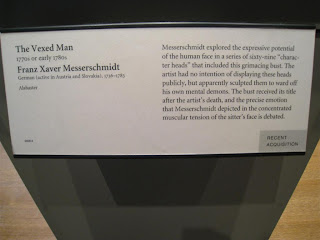 The Vexed Man
1770s or early 1780s
Franz Xaver Messerschmidt
German (active in Austria and Slovakia), 1736–1783
Alabaster
Messerschmidt explored the expressive potential
of the human face in a series of sixty-nine “charac-
ter heads” that included this grimacing bust. The
artist had no intention of displaying these heads
publicly, but apparently sculpted them to ward off
his own mental demons. The bust received its title
after the artist’s death, and the precise emotion
that Messerschmidt depicted in the concentrated
muscular tension of the sitter’s face is debated.
RECENT
ACQUISITION